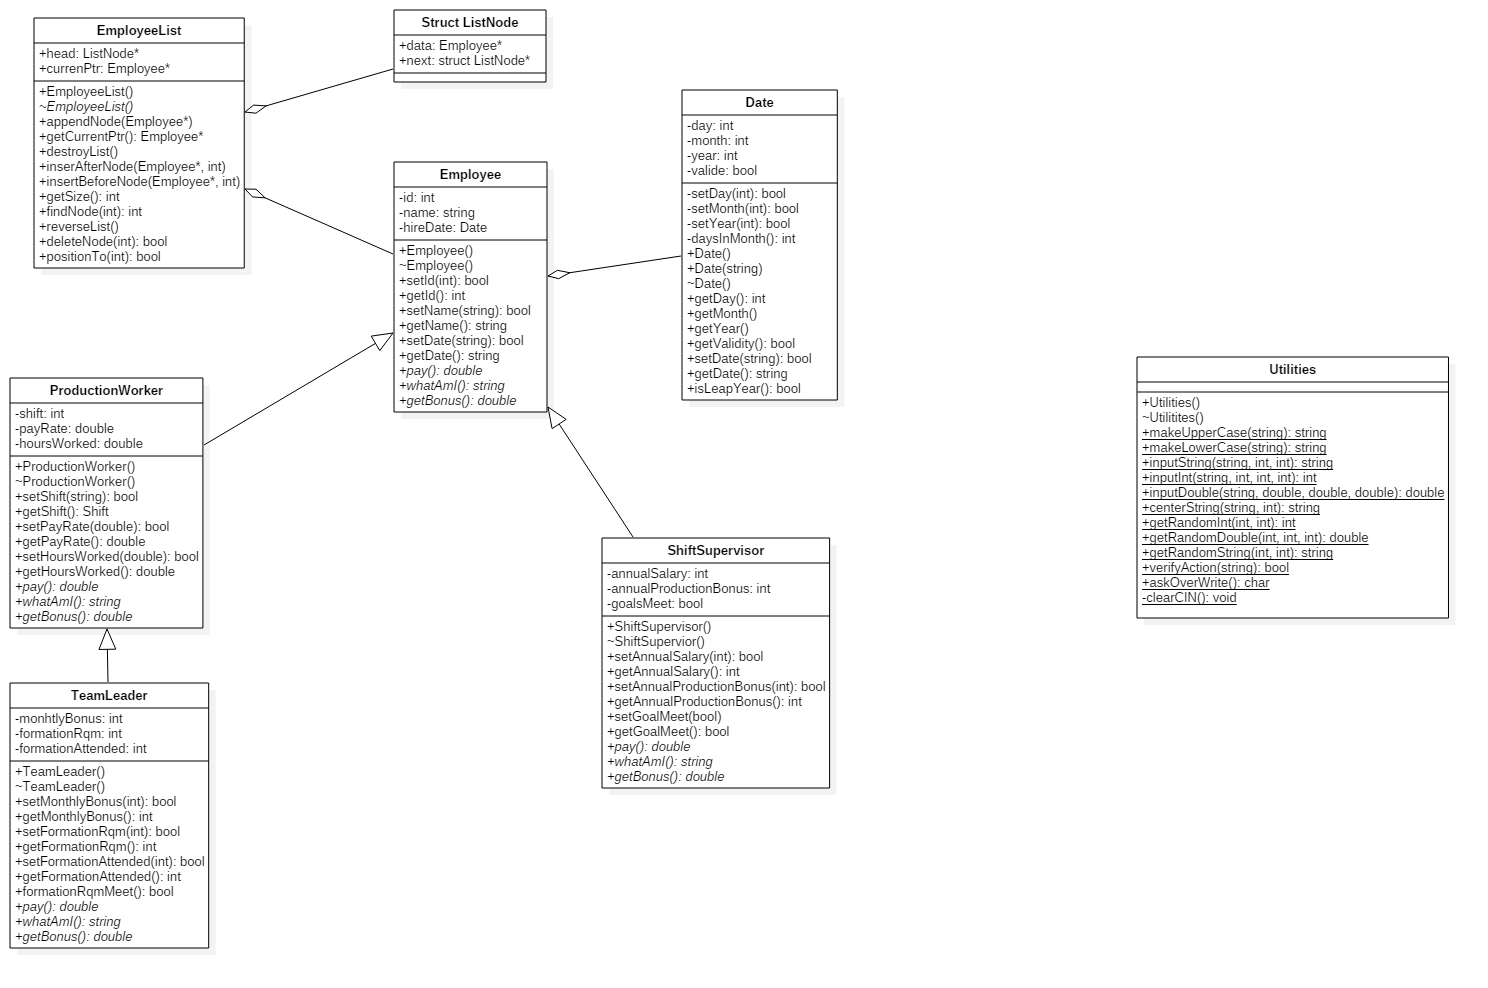 EmployeeList
+head: ListNode*
+currenPtr: Employee*
+EmployeeList()
~EmployeeList()
+appendNode(Employee*)
+getCurrentPtr(): Employee*
+destroyList()
+inserAfterNode(Employee*, int)
+insertBeforeNode(Employee*, int)
+getSize(): int
+findNode(int): int
+reverseList()
+deleteNode(int): bool
+positionTo(int): bool
Struct ListNode
+data: Employee*
+next: struct ListNode*
Employee
-id: int
-name: string
-hireDate: Date
+Employee()
~Employee()
+setId(int): bool
+getId(): int
+setName(string): bool
+getName(): string
+setDate(string): bool
+getDate(): string
+pay(): double
+whatAmI(): string
+getBonus(): double
Date
-day: int
-month: int
-year: int
-valide: bool
-setDay(int): bool
-setMonth(int): bool
-setYear(int): bool
-daysInMonth(): int
+Date()
+Date(string)
~Date()
+getDay(): int
+getMonth()
+getYear()
+getValidity(): bool
+setDate(string): bool
+getDate(): string
+isLeapYear(): bool
Utilities
+Utilities()
~Utilitites()
+makeUpperCase(string): string
+makeLowerCase(string): string
+inputString(string, int, int): string
+inputInt(string, int, int, int): int
+inputDouble(string, double, double, double): double
+centerString(string, int): string
+getRandomInt(int, int): int
+getRandomDouble(int, int, int): double
+getRandomString(int, int): string
+verifyAction(string): bool
+askOverWrite(): char
-clearCIN(): void
ProductionWorker
-shift: int
-payRate: double
-hoursWorked: double
+ProductionWorker()
~ProductionWorker()
+setShift(string): bool
+getShift(): Shift
+setPayRate(double): bool
+getPayRate(): double
+setHoursWorked(double): bool
+getHoursWorked(): double
+pay(): double
+whatAmI(): string
+getBonus(): double
ShiftSupervisor
-annualSalary: int
-annualProductionBonus: int
-goalsMeet: bool
+ShiftSupervisor()
~ShiftSupervior()
+setAnnualSalary(int): bool
+getAnnualSalary(): int
+setAnnualProductionBonus(int): bool
+getAnnualProductionBonus(): int
+setGoalMeet(bool)
+getGoalMeet(): bool
+pay(): double
+whatAmI(): string
+getBonus(): double
TeamLeader
-monhtlyBonus: int
-formationRqm: int
-formationAttended: int
+TeamLeader()
~TeamLeader()
+setMonthlyBonus(int): bool
+getMonthlyBonus(): int
+setFormationRqm(int): bool
+getFormationRqm(): int
+setFormationAttended(int): bool
+getFormationAttended(): int
+formationRqmMeet(): bool
+pay(): double
+whatAmI(): string
+getBonus(): double